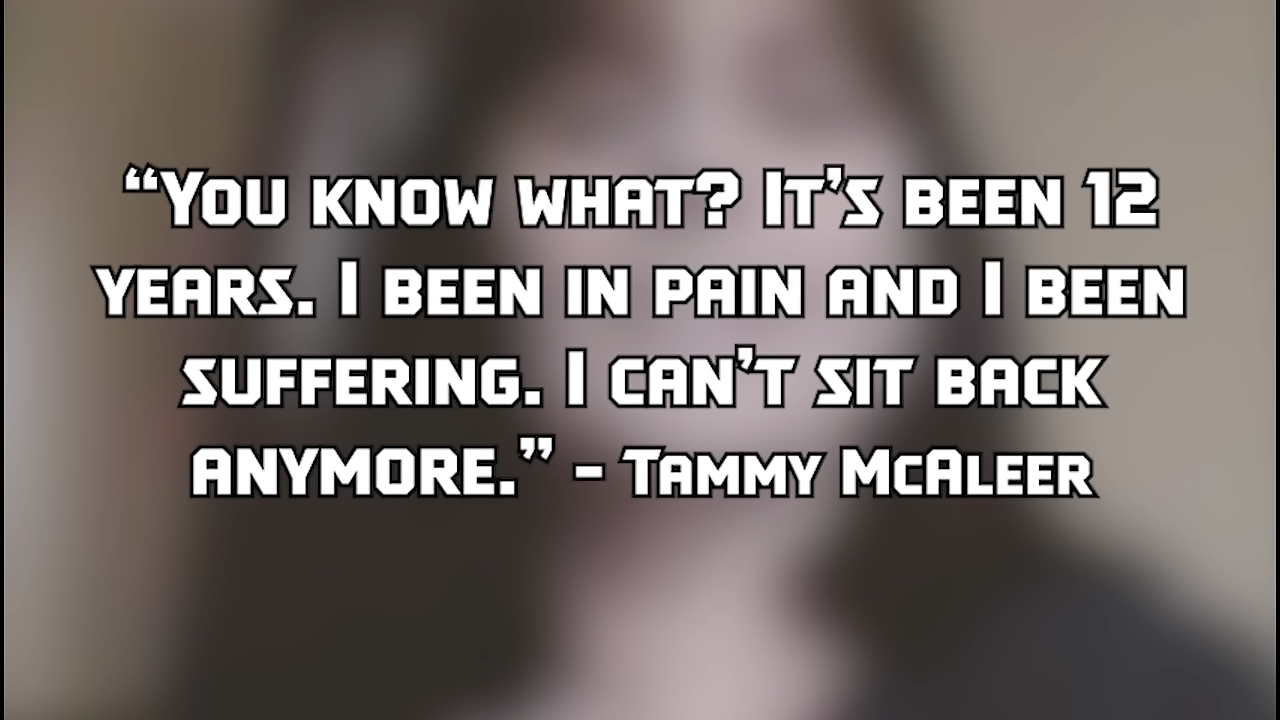 “You know what? It’s been 12
years. I been in pain and I been
suffering. I can’t sit back
anymore.” - Tammy McAleer